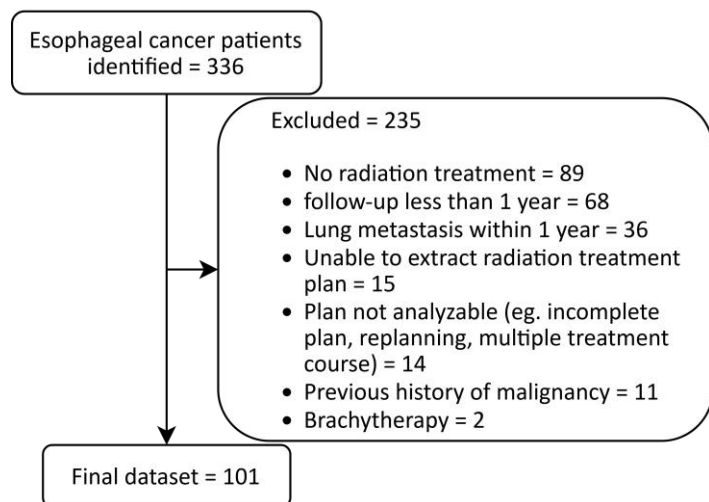 Esophageal cancer patients
identified = 336
Excluded = 235
• No radiation treatment = 89
• follow-up less than 1 year = 68
• Lung metastasis within 1 year = 36
• Unable to extract radiation treatment
plan = 15
• Plan not analyzable (eg. incomplete
plan, replanning, multiple treatment
course) = 14
• Previous history of malignancy = 11
• Brachytherapy = 2
Final dataset = 101